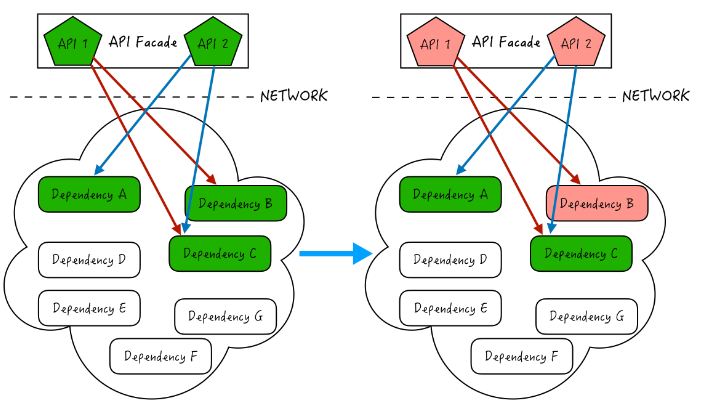 API 1
API Facade
API 2
NETWORK
Dependency A
Dependency B
Dependency C
Dependency D
Dependency E
Dependency G
Dependency F
API 1
API Facade
API 2
NETWORK
Dependency A
Dependency B
Dependency C
Dependency D
Dependency E
Dependency G
Dependency F